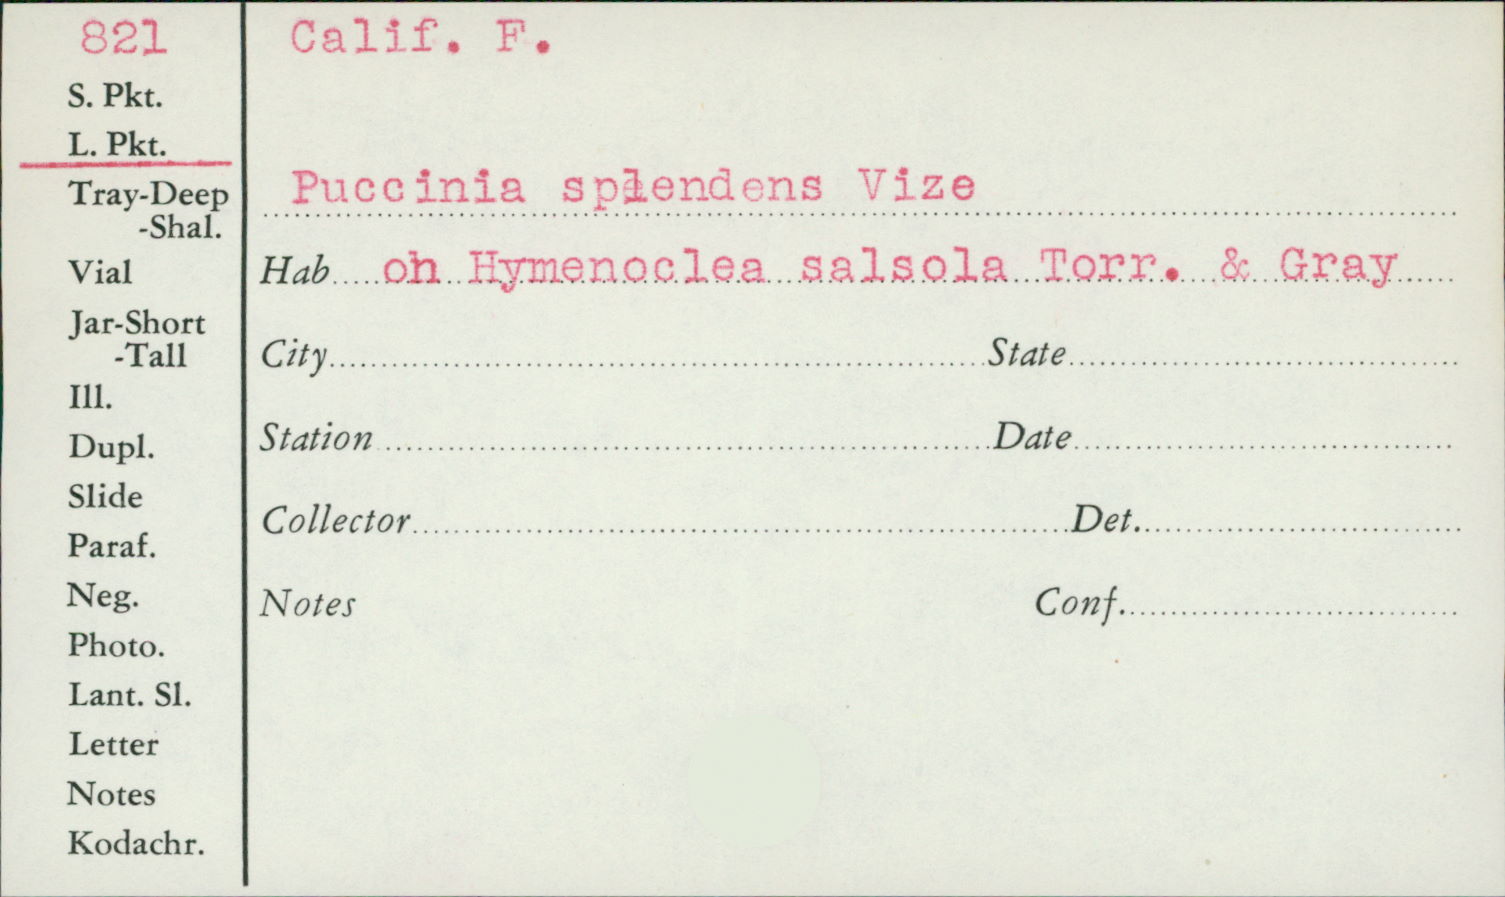 821
Calif. F.
S. Pkt.
L. Pkt.
Tray-Deep
-Shal.
Vial
Jar-Short
-Tall
Ill.
Dupl.
Slide
Paraf.
Neg.
Photo.
Lant. Sl.
Letter
Notes
Kodachr.
Puccinia splendens Vize
Hab. on Hymenoclea salsola Torr. & Gray
City State
Station Date
Collector Det.
Notes Conf.